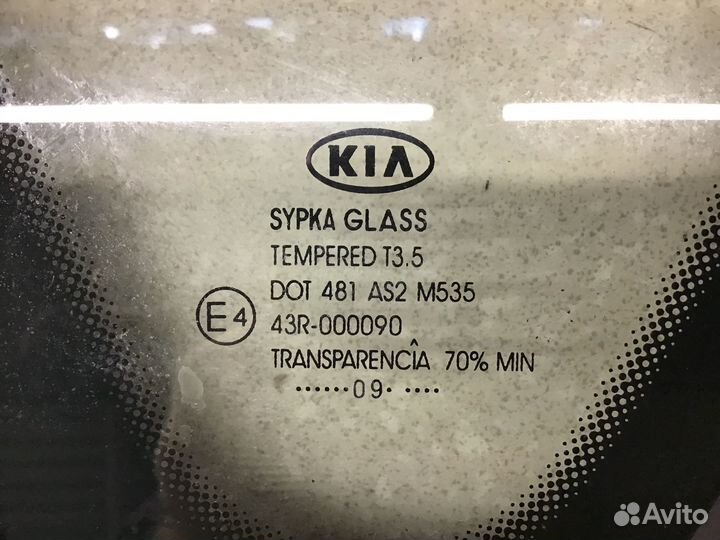 KIA
SYPKA GLASS
TEMPERED T3.5
DOT 481 AS2 M535
E4 43R-000090
TRANSPARENCÎA 70% MIN
······09· ····
Avito